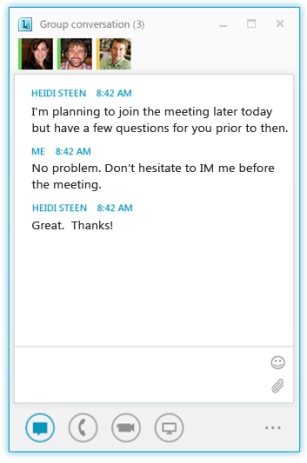 Group conversation (3)
HEIDI STEEN 8:42 AM
I'm planning to join the meeting later today
but have a few questions for you prior to then.
ME 8:42 AM
No problem. Don't hesitate to IM me before
the meeting.
HEIDI STEEN 8:42 AM
Great. Thanks!